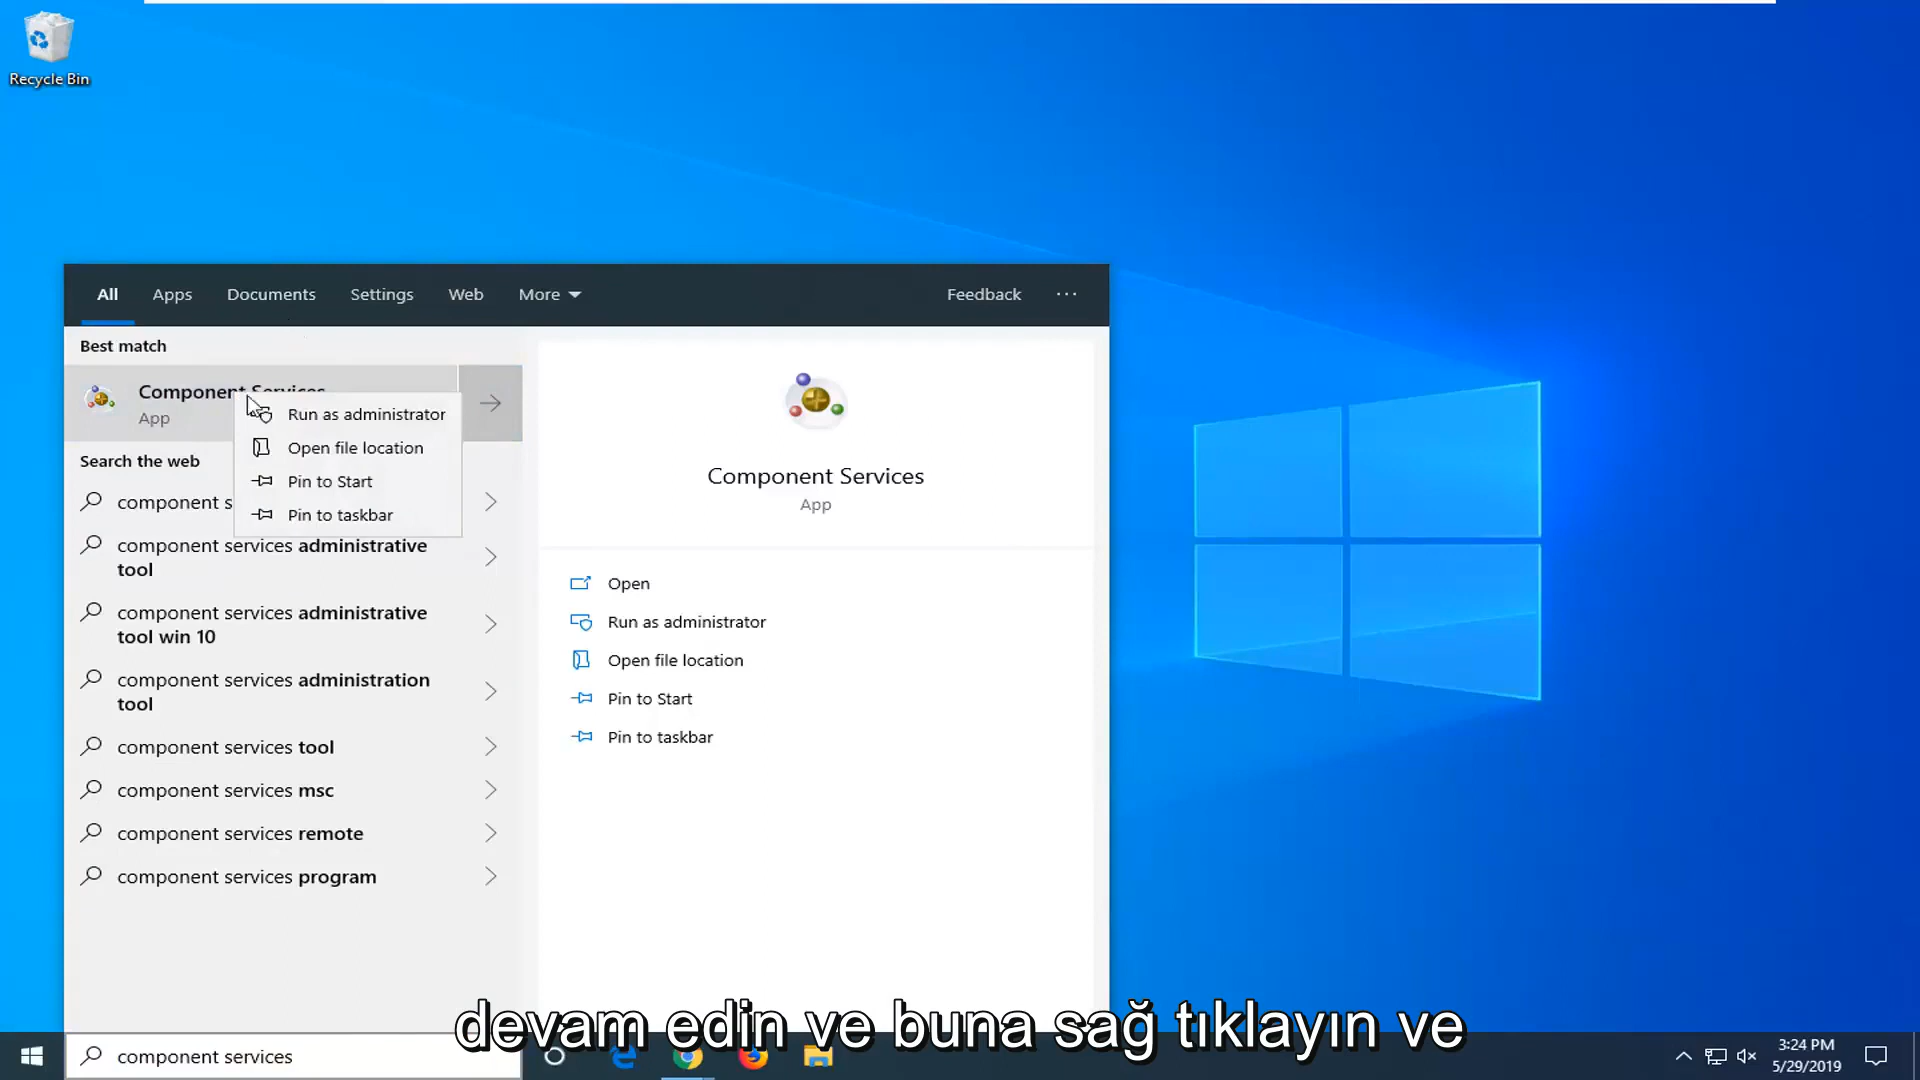 Recycle Bin
All Apps Documents Settings Web More Feedback
Best match
Component Services
App
Run as administrator
Open file location
Pin to Start
Pin to taskbar
Search the web
component s
component services administrative
tool
component services administrative
tool win 10
component services administration
tool
component services tool
component services msc
component services remote
component services program
Component Services
App
Open
Run as administrator
Open file location
Pin to Start
Pin to taskbar
devam edin ve buna sağ tıklayın ve
component services
3:24 PM
5/29/2019